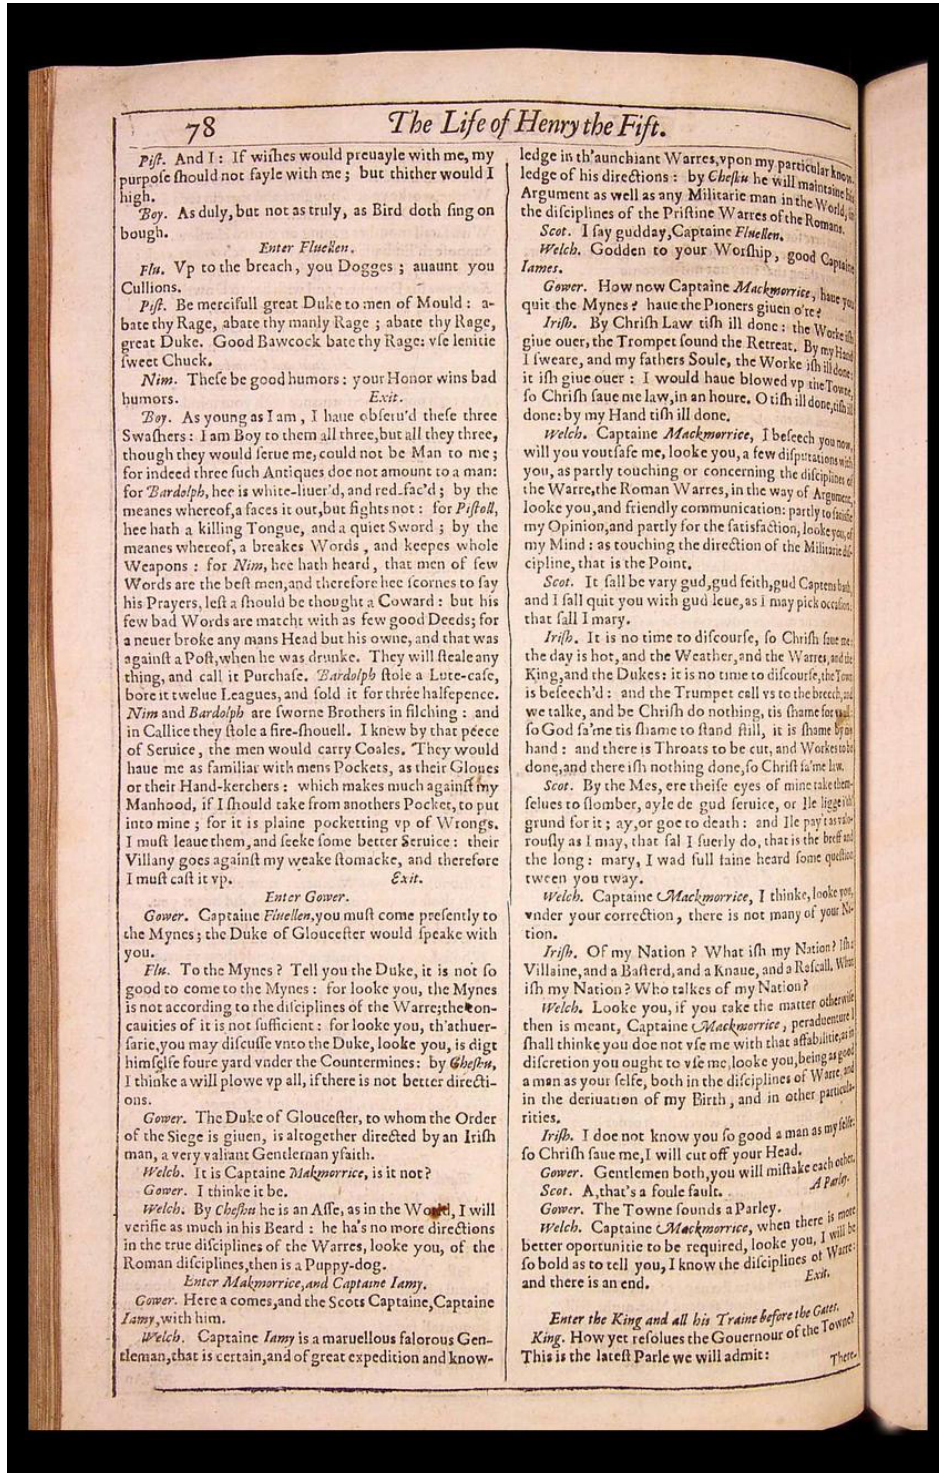 78
The Life of Henry the Fift.
Pist. And I: If wishes would preuayle with me, my
purpose should not fayle with me; but thither would I
high.
Boy. As duly, but not as truly, as Bird doth sing on
bough.
Enter Fluellen.
Flu. Vp to the breach, you Dogges; auaunt you
Cullions.
Pist. Be mercifull great Duke to men of Mould: a-
bate thy Rage, abate thy manly Rage; abate thy Rage,
great Duke. Good Bawcock bate thy Rage: vse lenitie
sweet Chuck.
Nim. These be good humors: your Honor wins bad
humors. Exit.
Boy. As young as I am, I haue obseru'd these three
Swashers: I am Boy to them all three, but all they three,
though they would serue me, could not be Man to me;
for indeed three such Antiques doe not amount to a man:
for Bardolph, hee is white-liuer'd, and red-fac'd; by the
meanes whereof, a faces it out, but fights not: for Pistoll,
hee hath a killing Tongue, and a quiet Sword; by the
meanes whereof, a breakes Words, and keepes whole
Weapons: for Nim, hee hath heard, that men of few
Words are the best men, and therefore hee scornes to say
his Prayers, lest a should be thought a Coward: but his
few bad Words are matcht with as few good Deeds; for
a neuer broke any mans Head but his owne, and that was
against a Post, when he was drunke. They will steale any
thing, and call it Purchase. Bardolph stole a Lute-case,
bore it twelue Leagues, and sold it for three halfepence.
Nim and Bardolph are sworne Brothers in filching: and
in Callice they stole a fire-shouell. I knew by that peece
of Seruice, the men would carry Coales. They would
haue me as familiar with mens Pockets, as their Gloues
or their Hand-kerchers: which makes much against my
Manhood, if I should take from anothers Pocket, to put
into mine; for it is plaine pocketting vp of Wrongs.
I must leaue them, and seeke some better Seruice: their
Villany goes against my weake stomacke, and therefore
I must cast it vp. Exit.
Enter Gower.
Gower. Captaine Fluellen, you must come presently to
the Mynes; the Duke of Gloucester would speake with
you.
Flu. To the Mynes? Tell you the Duke, it is not so
good to come to the Mynes: for looke you, the Mynes
is not according to the disciplines of the Warre; the con-
cauities of it is not sufficient: for looke you, th'athuer-
sarie, you may discusse vnto the Duke, looke you, is digt
himselfe foure yard vnder the Countermines: by Cheshu,
I thinke a will plowe vp all, if there is not better directi-
ons.
Gower. The Duke of Gloucester, to whom the Order
of the Siege is giuen, is altogether directed by an Irish
man, a very valiant Gentleman yfaith.
Welch. It is Captaine Makmorrice, is it not?
Gower. I thinke it be.
Welch. By Cheshu he is an Asse, as in the World, I will
verifie as much in his Beard: he ha's no more directions
in the true disciplines of the Warres, looke you, of the
Roman disciplines, then is a Puppy-dog.
Enter Makmorrice, and Captaine Iamy.
Gower. Here a comes, and the Scots Captaine, Captaine
Iamy, with him.
Welch. Captaine Iamy is a maruellous falorous Gen-
tleman, that is certain, and of great expedition and know-
ledge in th'aunchiant Warres, vpon my particular know-
ledge of his directions: by Cheshu he will maintaine his
Argument as well as any Militarie man in the World, in
the disciplines of the Pristine Warres of the Romans.
Scot. I say gudday, Captaine Fluellen.
Welch. Godden to your Worship, good Captaine
Iames.
Gower. How now Captaine Mackmorrice, haue you
quit the Mynes? haue the Pioners giuen o're?
Irish. By Chrish Law tish ill done: the Worke ish
giue ouer, the Trompet sound the Retreat. By my Hand
I sweare, and my fathers Soule, the Worke ish ill done:
it ish giue ouer: I would haue blowed vp the Towne,
so Chrish saue me law, in an houre. O tish ill done, tish ill
done: by my Hand tish ill done.
Welch. Captaine Mackmorrice, I beseech you now,
will you voutsafe me, looke you, a few disputations with
you, as partly touching or concerning the disciplines of
the Warre, the Roman Warres, in the way of Argument,
looke you, and friendly communication: partly to satisfie
my Opinion, and partly for the satisfaction, looke you, of
my Mind: as touching the direction of the Militarie dis-
cipline, that is the Point.
Scot. It sall be vary gud, gud feith, gud Captens bath,
and I sall quit you with gud leue, as I may pick occasion:
that sall I mary.
Irish. It is no time to discourse, so Chrish saue me:
the day is hot, and the Weather, and the Warres, and the
King, and the Dukes: it is no time to discourse, the Town
is beseech'd: and the Trumpet call vs to the breech, and
we talke, and be Chrish do nothing, tis shame for vs all:
so God sa'me tis shame to stand still, it is shame by my
hand: and there is Throats to be cut, and Workes to be
done, and there ish nothing done, so Christ sa'me law.
Scot. By the Mes, ere theise eyes of mine take them-
selues to slomber, ayle de gud seruice, or Ile ligge i'th'
grund for it; ay, or goe to death: and Ile pay't as valo-
rously as I may, that sal I suerly do, that is the breff and
the long: mary, I wad full faine heard some question
tween you tway.
Welch. Captaine Mackmorrice, I thinke, looke you,
vnder your correction, there is not many of your Na-
tion.
Irish. Of my Nation? What ish my Nation? Ish a
Villaine, and a Basterd, and a Knaue, and a Rascall. What
ish my Nation? Who talkes of my Nation?
Welch. Looke you, if you take the matter otherwise
then is meant, Captaine Mackmorrice, peraduenture I
shall thinke you doe not vse me with that affabilitie, as in
discretion you ought to vse me, looke you, being as good
a man as your selfe, both in the disciplines of Warre, and
in the deriuation of my Birth, and in other particula-
rities.
Irish. I doe not know you so good a man as my selfe:
so Chrish saue me, I will cut off your Head.
Gower. Gentlemen both, you will mistake each other.
Scot. A, that's a foule fault. A Parley.
Gower. The Towne sounds a Parley.
Welch. Captaine Mackmorrice, when there is more
better oportunitie to be required, looke you, I will be
so bold as to tell you, I know the disciplines of Warre:
and there is an end. Exit.
Enter the King and all his Traine before the Gates.
King. How yet resolues the Gouernour of the Towne?
This is the latest Parle we will admit:
There-